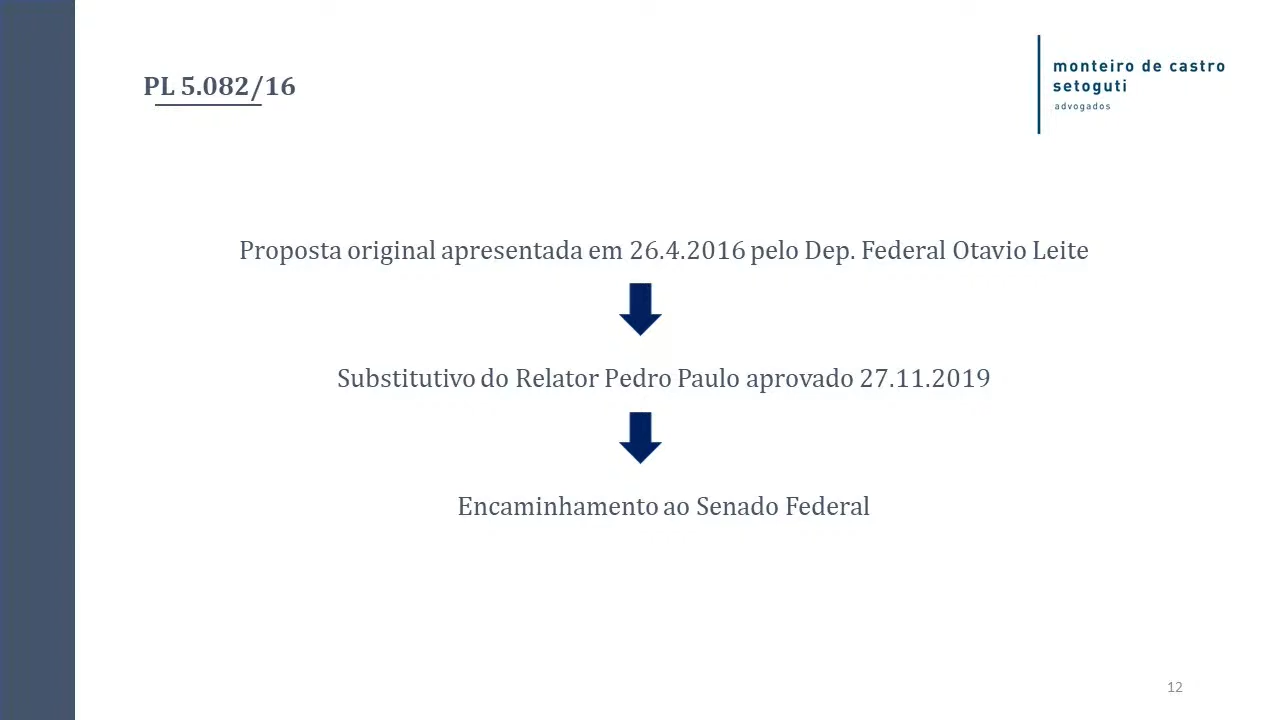 PL 5.082/16
monteiro de castro
setoguti
advogados
Proposta original apresentada em 26.4.2016 pelo Dep. Federal Otavio Leite
Substitutivo do Relator Pedro Paulo aprovado 27.11.2019
Encaminhamento ao Senado Federal
12